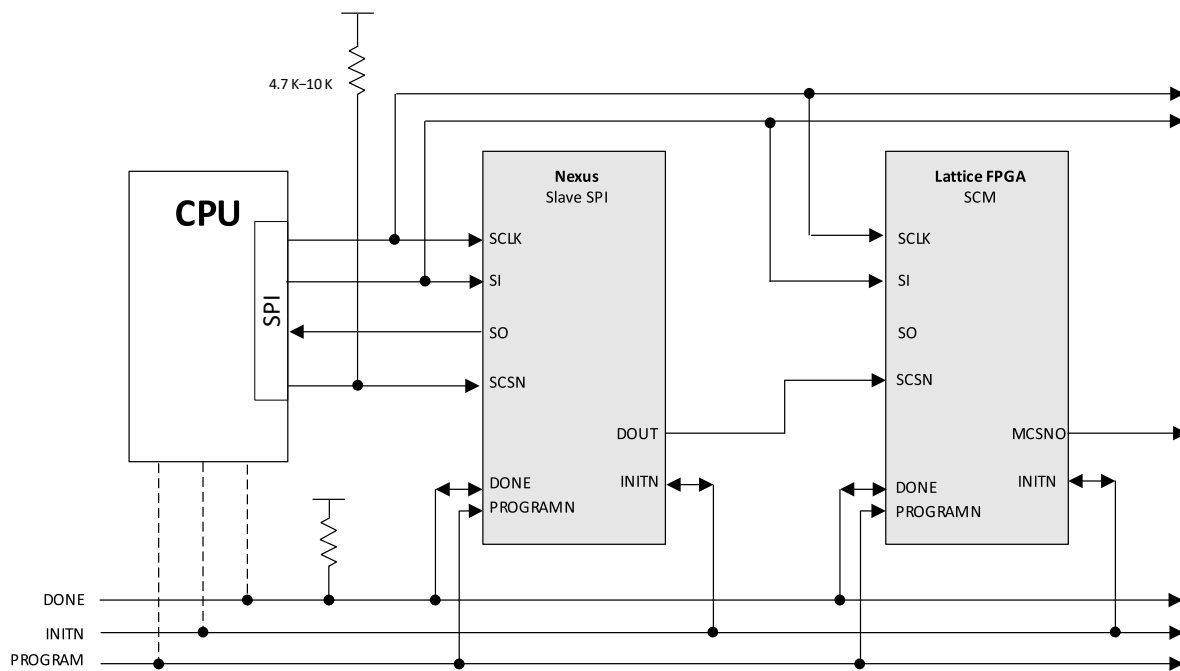 4.7 K–10 K
CPU
SPI
Nexus
Slave SPI
SCLK
SI
SO
SCSN
DOUT
DONE
INITN
PROGRAMN
Lattice FPGA
SCM
SCLK
SI
SO
SCSN
MCSNO
DONE
INITN
PROGRAMN
DONE
INITN
PROGRAM